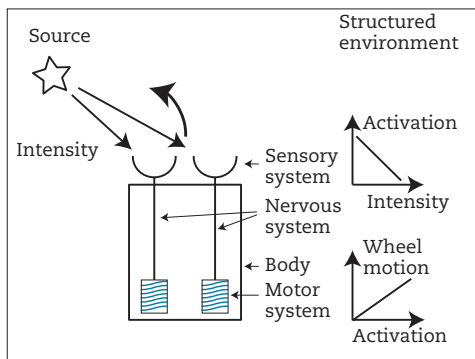 Source
Structured
environment
Intensity
Sensory
system
Nervous
system
Body
Motor
system
Activation
Intensity
Wheel
motion
Activation